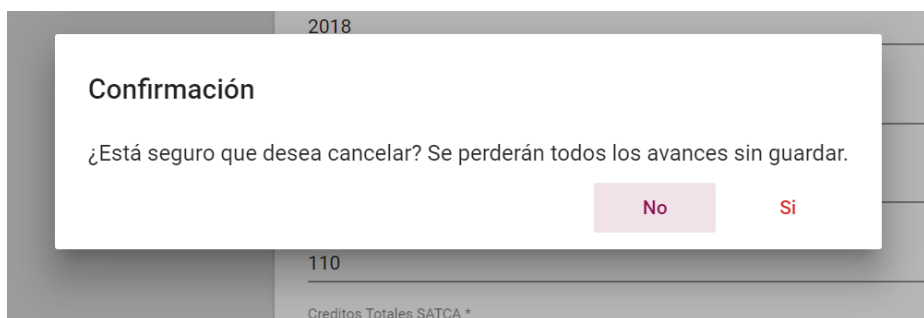 2018
Confirmación
¿Está seguro que desea cancelar? Se perderán todos los avances sin guardar.
No Si
110
Creditos Totales SATCA *